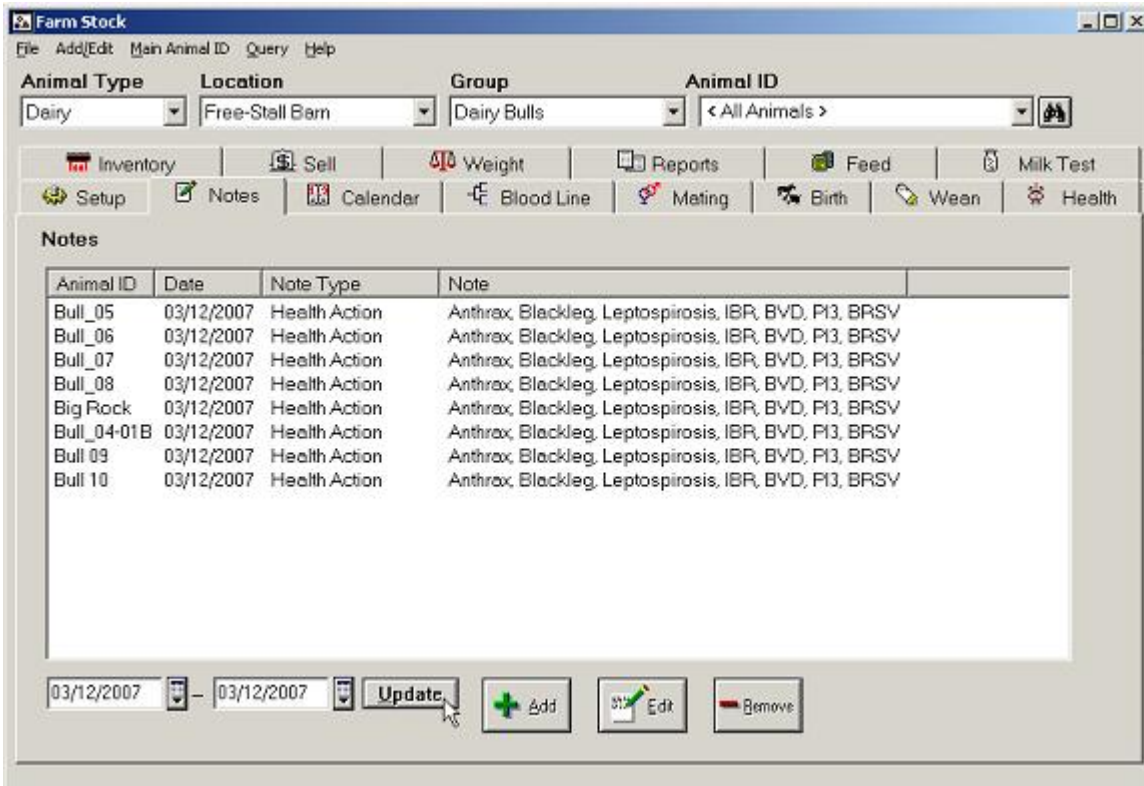 Farm Stock
File Add/Edit Main Animal ID Query Help
Animal Type Location Group Animal ID
Dairy Free-Stall Barn Dairy Bulls < All Animals >
Inventory Sell Weight Reports Feed Milk Test
Setup Notes Calendar Blood Line Mating Birth Wean Health
Notes
Animal ID Date Note Type Note
Bull_05 03/12/2007 Health Action Anthrax, Blackleg, Leptospirosis, IBR, BVD, PI3, BRSV
Bull_06 03/12/2007 Health Action Anthrax, Blackleg, Leptospirosis, IBR, BVD, PI3, BRSV
Bull_07 03/12/2007 Health Action Anthrax, Blackleg, Leptospirosis, IBR, BVD, PI3, BRSV
Bull_08 03/12/2007 Health Action Anthrax, Blackleg, Leptospirosis, IBR, BVD, PI3, BRSV
Big Rock 03/12/2007 Health Action Anthrax, Blackleg, Leptospirosis, IBR, BVD, PI3, BRSV
Bull_04-01B 03/12/2007 Health Action Anthrax, Blackleg, Leptospirosis, IBR, BVD, PI3, BRSV
Bull 09 03/12/2007 Health Action Anthrax, Blackleg, Leptospirosis, IBR, BVD, PI3, BRSV
Bull 10 03/12/2007 Health Action Anthrax, Blackleg, Leptospirosis, IBR, BVD, PI3, BRSV
03/12/2007 – 03/12/2007 Update Add Edit Remove